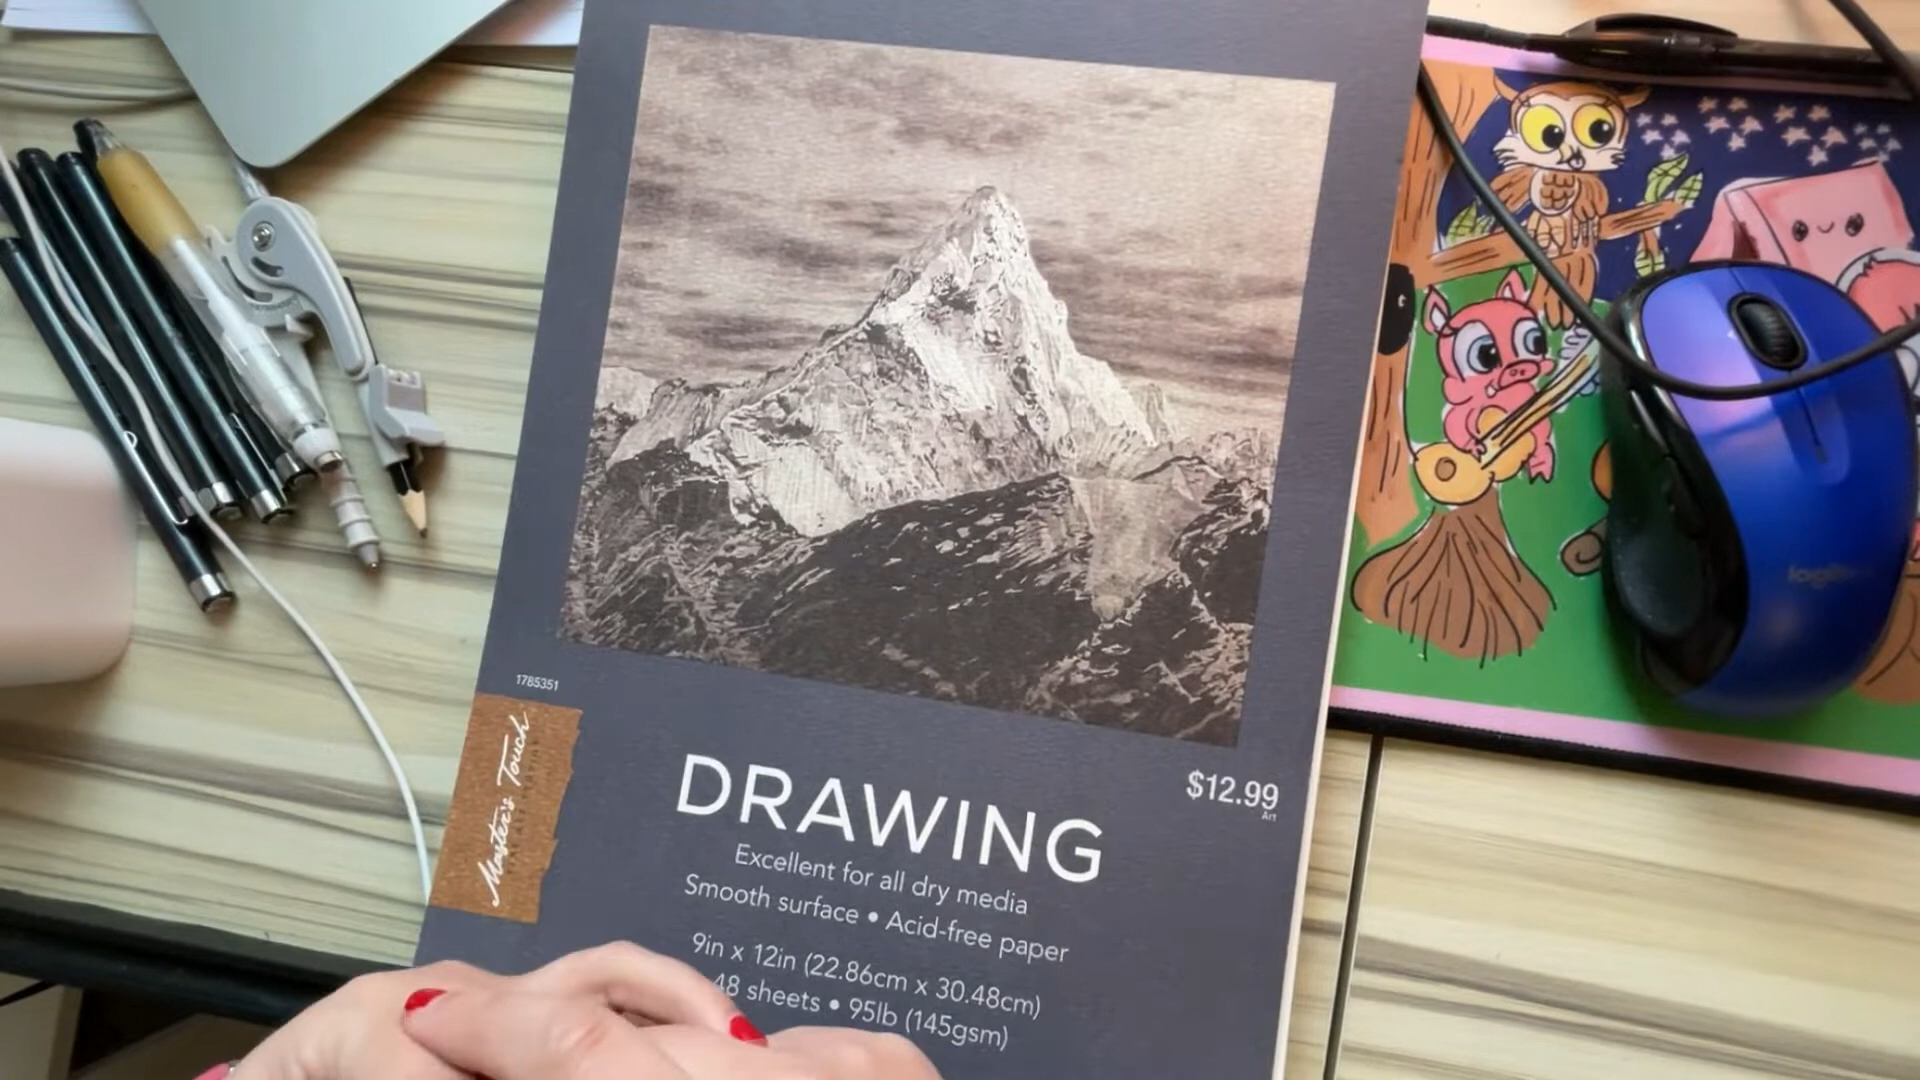 1785351
Master's Touch
DRAWING
$12.99
Art
Excellent for all dry media
Smooth surface • Acid-free paper
9in x 12in (22.86cm x 30.48cm)
48 sheets • 95lb (145gsm)